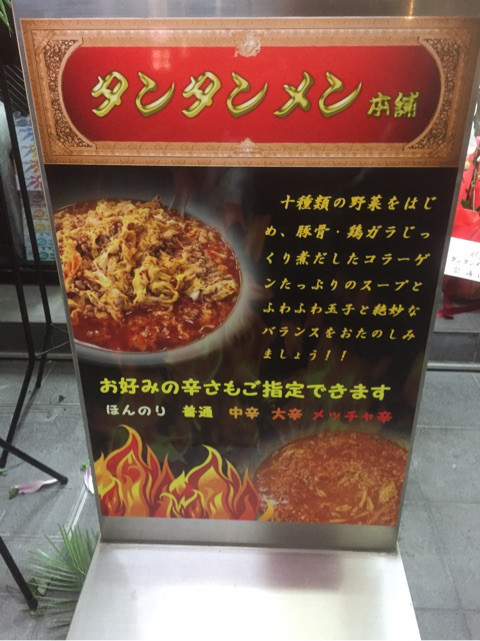 タンタンメン本舗
十種類の野菜をはじ
め、豚骨・鶏ガラじっ
くり煮だしたコラーゲ
ンたっぷりのスープと
ふわふわ玉子と絶妙な
バランスをおたのしみ
ましょう！！
お好みの辛さもご指定できます
ほんのり 普通 中辛 大辛 メッチャ辛